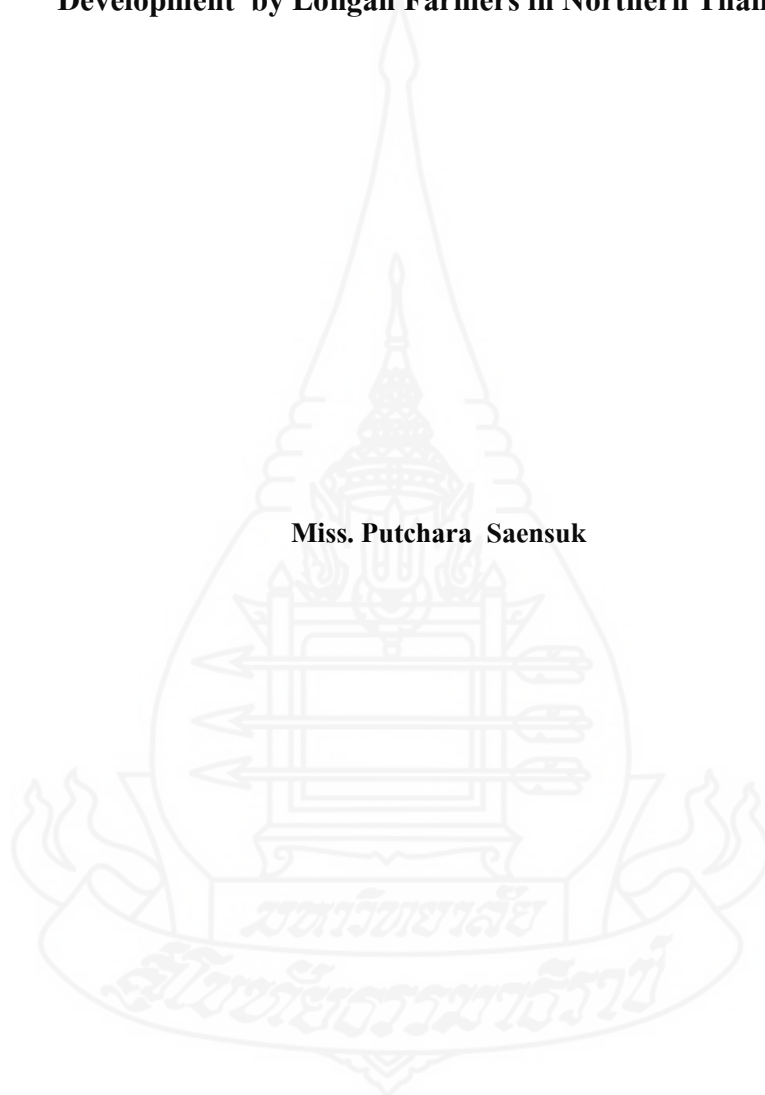 Development by Longan Farmers in Northern Thail
Miss. Putchara Saensuk
มหาวิทยาลัย
สุโขทัยธรรมาธิราช